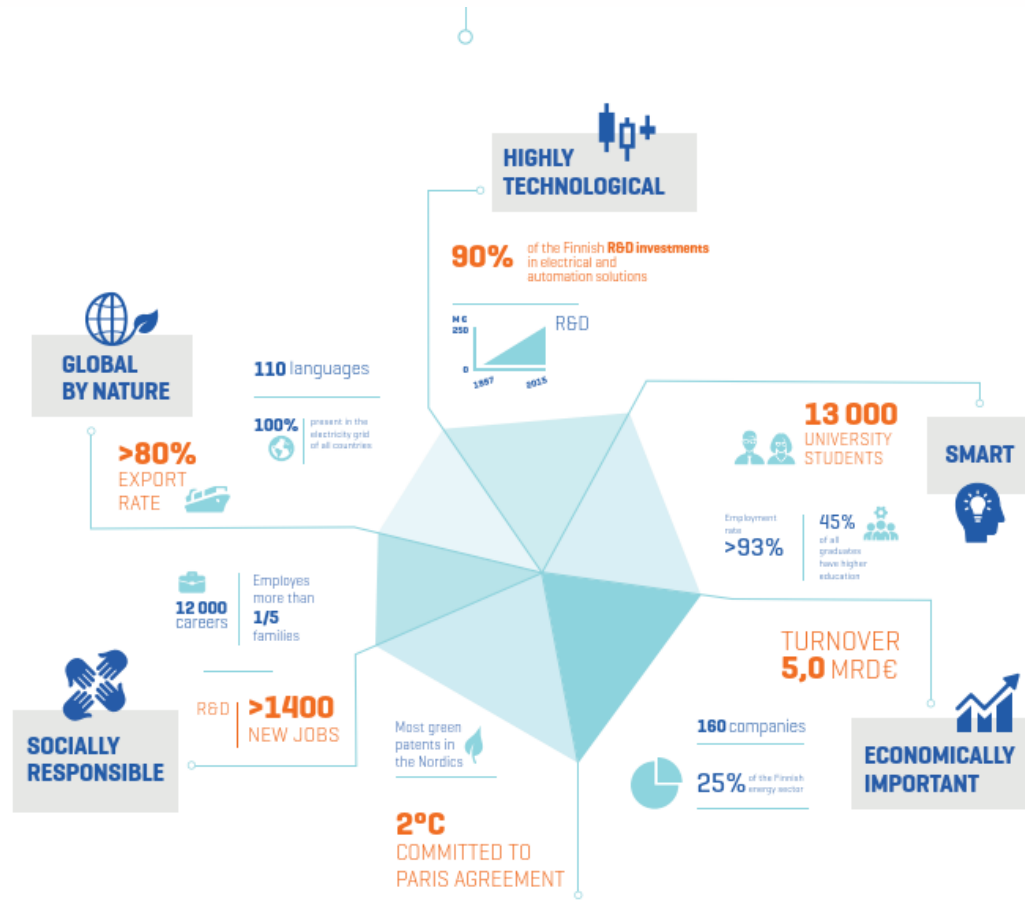 HIGHLY
TECHNOLOGICAL
90%
of the Finnish R&D investments
in electrical and
automation solutions
M €
250
0
1997
2015
R&D
GLOBAL
BY NATURE
110 languages
100%
present in the
electricity grid
of all countries
>80%
EXPORT
RATE
13 000
UNIVERSITY
STUDENTS
SMART
Employment
rate
>93%
45%
of all
graduates
have higher
education
12 000
careers
Employes
more than
1/5
families
R&D
>1400
NEW JOBS
SOCIALLY
RESPONSIBLE
TURNOVER
5,0 MRD€
160 companies
25% of the Finnish
energy sector
ECONOMICALLY
IMPORTANT
Most green
patents in
the Nordics
2°C
COMMITTED TO
PARIS AGREEMENT